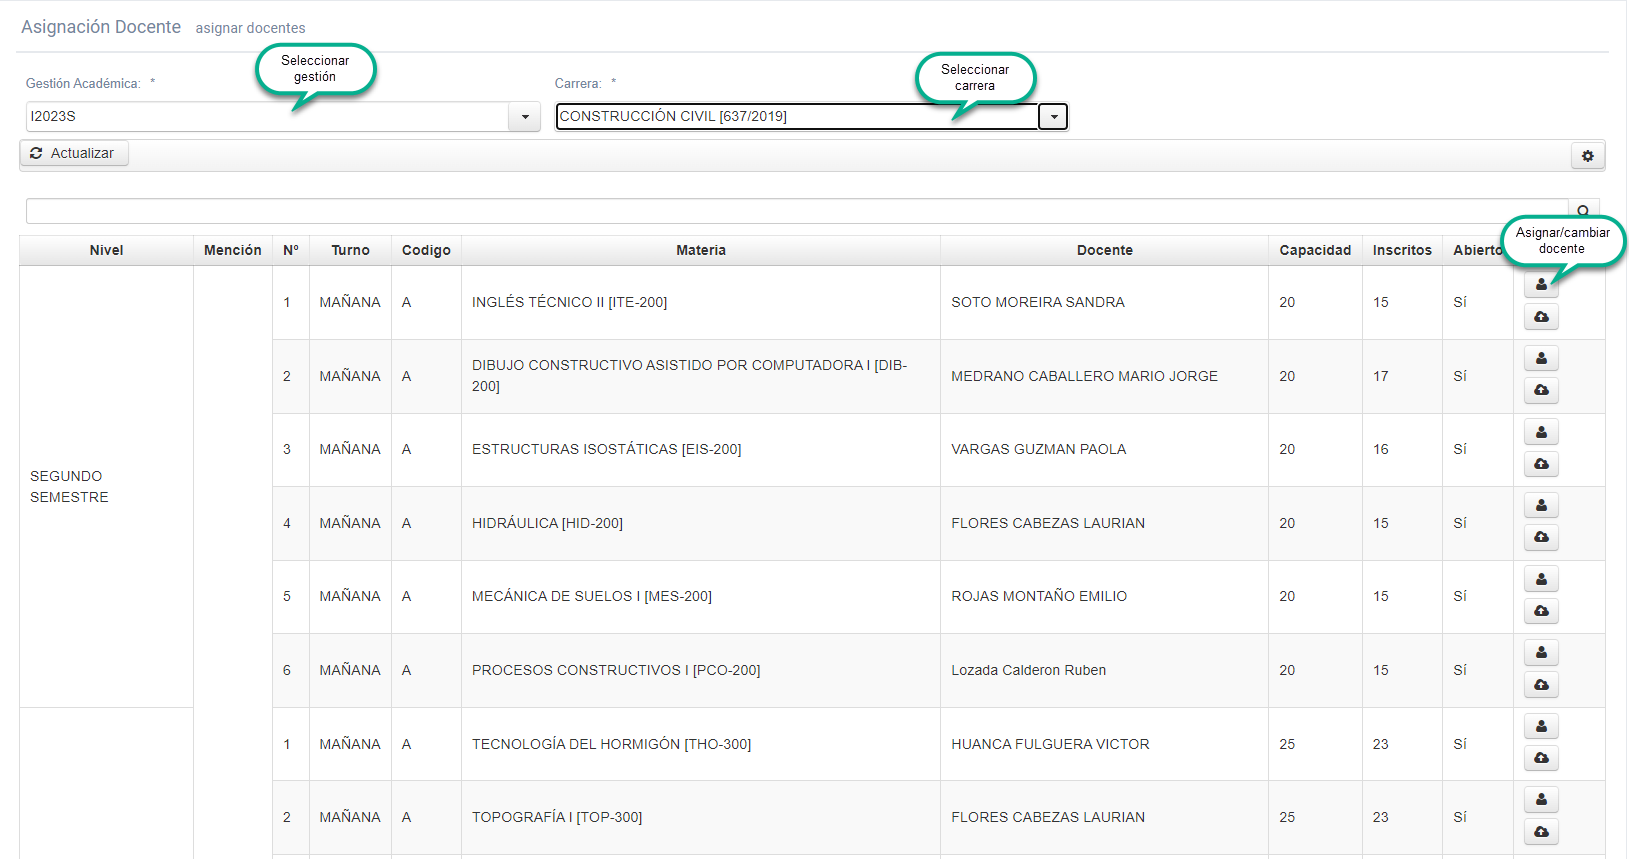 Asignación Docente asignar docentes
Seleccionar
gestión
Seleccionar
carrera
Gestión Académica: *
Carrera: *
I2023S
CONSTRUCCIÓN CIVIL [637/2019]
Actualizar
Asignar/cambiar
docente
Nivel Mención Nº Turno Codigo Materia Docente Capacidad Inscritos Abierto
1 MAÑANA A INGLÉS TÉCNICO II [ITE-200] SOTO MOREIRA SANDRA 20 15 Sí
2 MAÑANA A DIBUJO CONSTRUCTIVO ASISTIDO POR COMPUTADORA I [DIB-
200] MEDRANO CABALLERO MARIO JORGE 20 17 Sí
3 MAÑANA A ESTRUCTURAS ISOSTÁTICAS [EIS-200] VARGAS GUZMAN PAOLA 20 16 Sí
SEGUNDO
SEMESTRE
4 MAÑANA A HIDRÁULICA [HID-200] FLORES CABEZAS LAURIAN 20 15 Sí
5 MAÑANA A MECÁNICA DE SUELOS I [MES-200] ROJAS MONTAÑO EMILIO 20 15 Sí
6 MAÑANA A PROCESOS CONSTRUCTIVOS I [PCO-200] Lozada Calderon Ruben 20 15 Sí
1 MAÑANA A TECNOLOGÍA DEL HORMIGÓN [THO-300] HUANCA FULGUERA VICTOR 25 23 Sí
2 MAÑANA A TOPOGRAFÍA I [TOP-300] FLORES CABEZAS LAURIAN 25 23 Sí